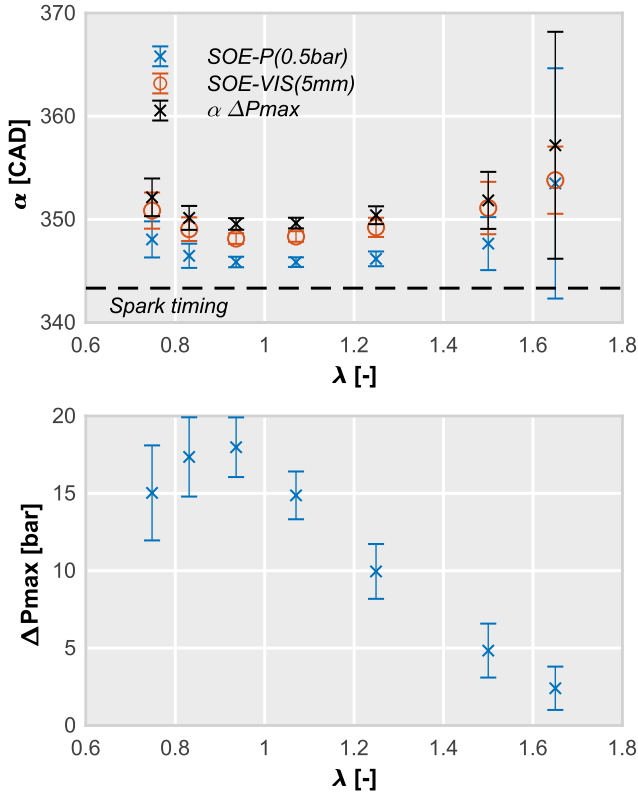 370
360
350
340
α [CAD]
SOE-P(0.5bar)
SOE-VIS(5mm)
α ΔPmax
Spark timing
0.6 0.8 1 1.2 1.4 1.6 1.8
λ [-]
20
15
10
5
0
ΔPmax [bar]
0.6 0.8 1 1.2 1.4 1.6 1.8
λ [-]